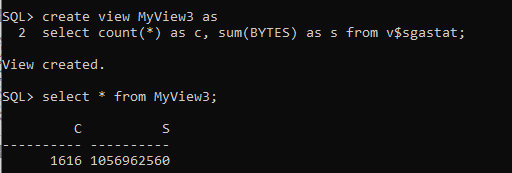 SQL> create view MyView3 as
  2  select count(*) as c, sum(BYTES) as s from v$sgastat;
View created.
SQL> select * from MyView3;
         C          S
---------- ----------
      1616 1056962560